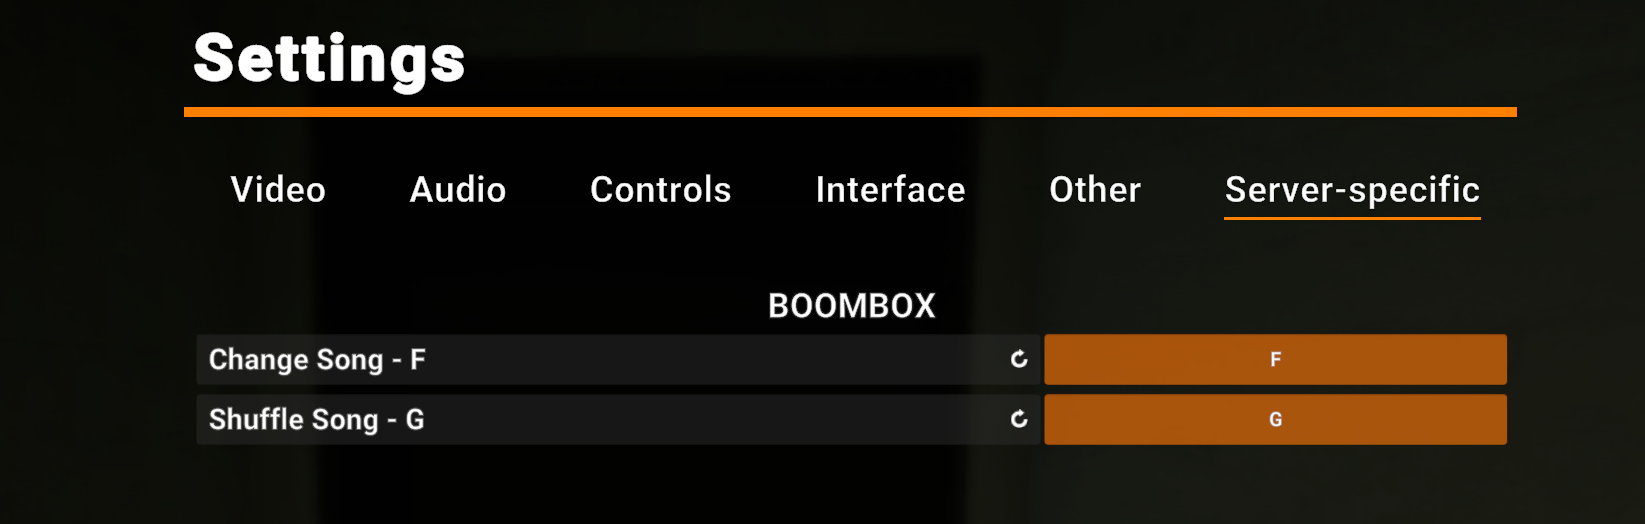 Settings
Video Audio Controls Interface Other Server-specific
BOOMBOX
Change Song - F F
Shuffle Song - G G